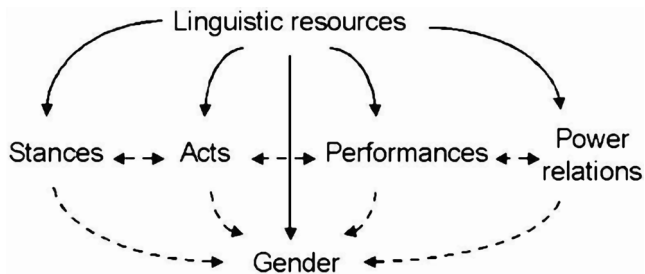 Linguistic resources
Stances
Acts
Performances
Power
relations
Gender